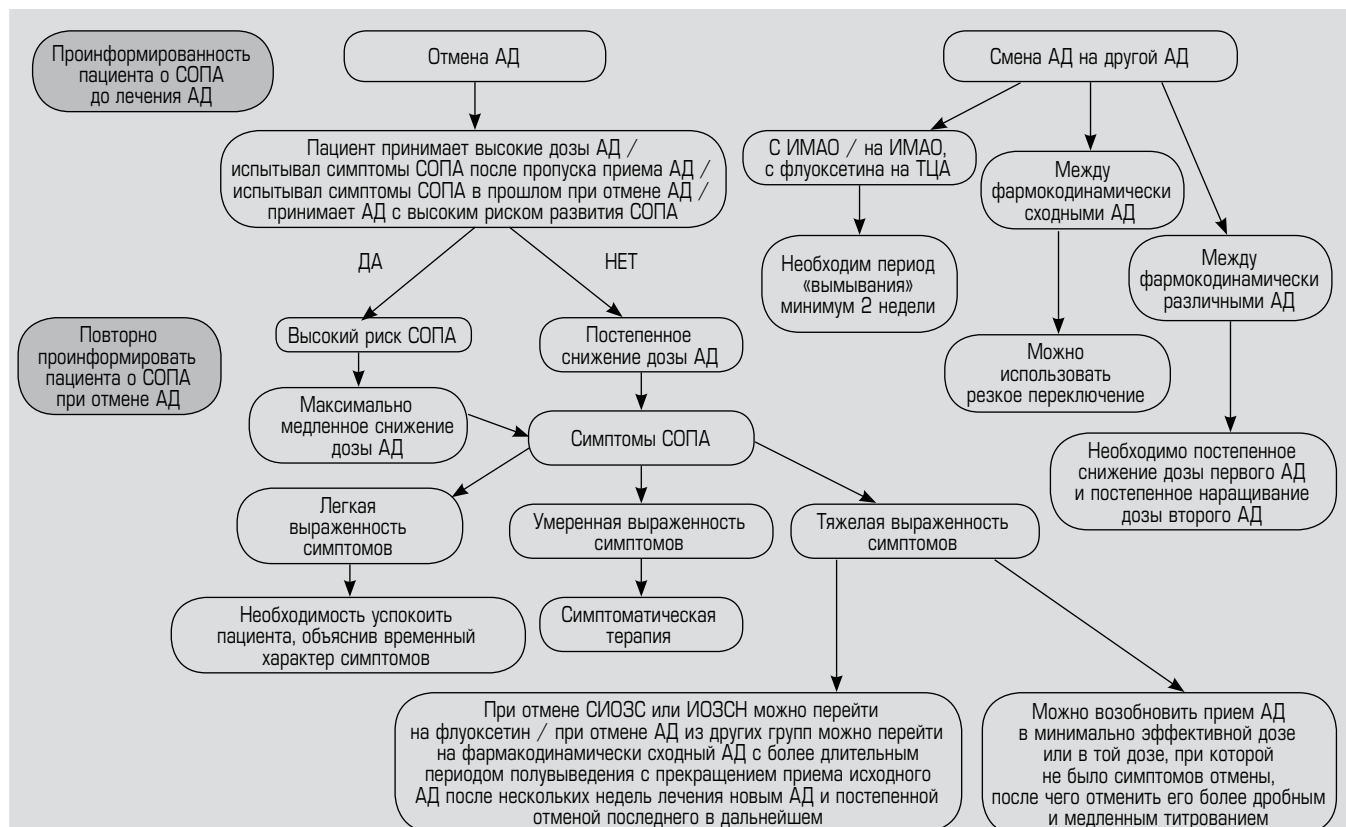 Проинформированность
пациента о СОПА
до лечения АД
Отмена АД
Смена АД на другой АД
Пациент принимает высокие дозы АД /
испытывал симптомы СОПА после пропуска приема АД /
испытывал симптомы СОПА в прошлом при отмене АД /
принимает АД с высоким риском развития СОПА
С ИМАО / на ИМАО,
с флуоксетина на ТЦА
Между
фармокодинамически
сходными АД
Между
фармокодинамически
различными АД
ДА
НЕТ
Необходим период
«вымывания»
минимум 2 недели
Повторно
проинформировать
пациента о СОПА
при отмене АД
Высокий риск СОПА
Постепенное
снижение дозы АД
Можно
использовать
резкое переключение
Максимально
медленное снижение
дозы АД
Симптомы СОПА
Необходимо постепенное
снижение дозы первого АД
и постепенное наращивание
дозы второго АД
Легкая
выраженность
симптомов
Умеренная выраженность
симптомов
Тяжелая выраженность
симптомов
Необходимость успокоить
пациента, объяснив временный
характер симптомов
Симптоматическая
терапия
При отмене СИОЗС или ИОЗСН можно перейти
на флуоксетин / при отмене АД из других групп можно перейти
на фармакодинамически сходный АД с более длительным
периодом полувыведения с прекращением приема исходного
АД после нескольких недель лечения новым АД и постепенной
отменой последнего в дальнейшем
Можно возобновить прием АД
в минимально эффективной дозе
или в той дозе, при которой
не было симптомов отмены,
после чего отменить его более дробным
и медленным титрованием